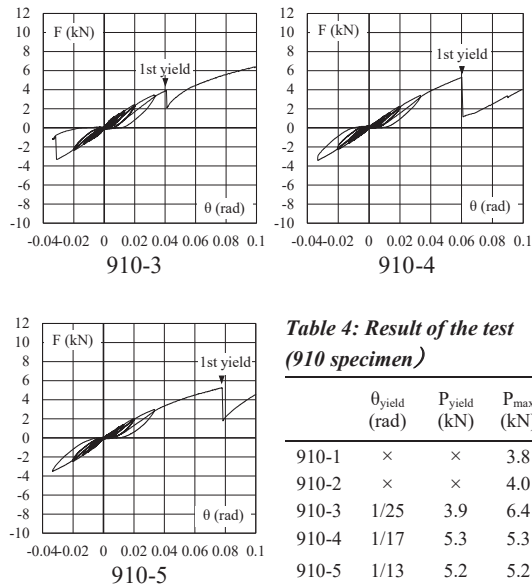 12
10
8
6
4
2
0
-2
-4
-6
-8
-10
F (kN)
1st yield
θ (rad)
-0.04-0.02 0 0.02 0.04 0.06 0.08 0.1
910-3
12
10
8
6
4
2
0
-2
-4
-6
-8
-10
F (kN)
1st yield
θ (rad)
-0.04-0.02 0 0.02 0.04 0.06 0.08 0.1
910-4
12
10
8
6
4
2
0
-2
-4
-6
-8
-10
F (kN)
1st yield
θ (rad)
-0.04-0.02 0 0.02 0.04 0.06 0.08 0.1
910-5
Table 4: Result of the test
(910 specimen）
θyield Pyield Pmax
(rad) (kN) (kN)
910-1 × × 3.8
910-2 × × 4.0
910-3 1/25 3.9 6.4
910-4 1/17 5.3 5.3
910-5 1/13 5.2 5.2